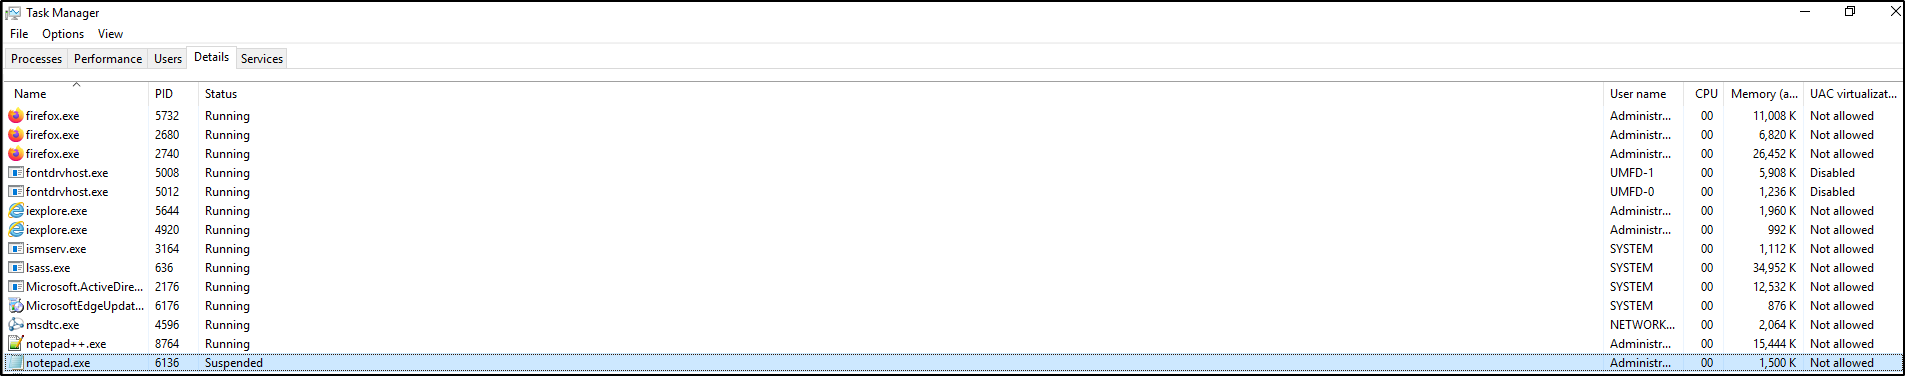 Task Manager
File Options View
Processes Performance Users Details Services
Name PID Status User name CPU Memory (a... UAC virtualizat...
firefox.exe 5732 Running Administr... 00 11,008 K Not allowed
firefox.exe 2680 Running Administr... 00 6,820 K Not allowed
firefox.exe 2740 Running Administr... 00 26,452 K Not allowed
fontdrvhost.exe 5008 Running UMFD-1 00 5,908 K Disabled
fontdrvhost.exe 5012 Running UMFD-0 00 1,236 K Disabled
iexplore.exe 5644 Running Administr... 00 1,960 K Not allowed
iexplore.exe 4920 Running Administr... 00 992 K Not allowed
ismserv.exe 3164 Running SYSTEM 00 1,112 K Not allowed
lsass.exe 636 Running SYSTEM 00 34,952 K Not allowed
Microsoft.ActiveDire... 2176 Running SYSTEM 00 12,532 K Not allowed
MicrosoftEdgeUpdat... 6176 Running SYSTEM 00 876 K Not allowed
msdtc.exe 4596 Running NETWORK... 00 2,064 K Not allowed
notepad++.exe 8764 Running Administr... 00 15,444 K Not allowed
notepad.exe 6136 Suspended Administr... 00 1,500 K Not allowed